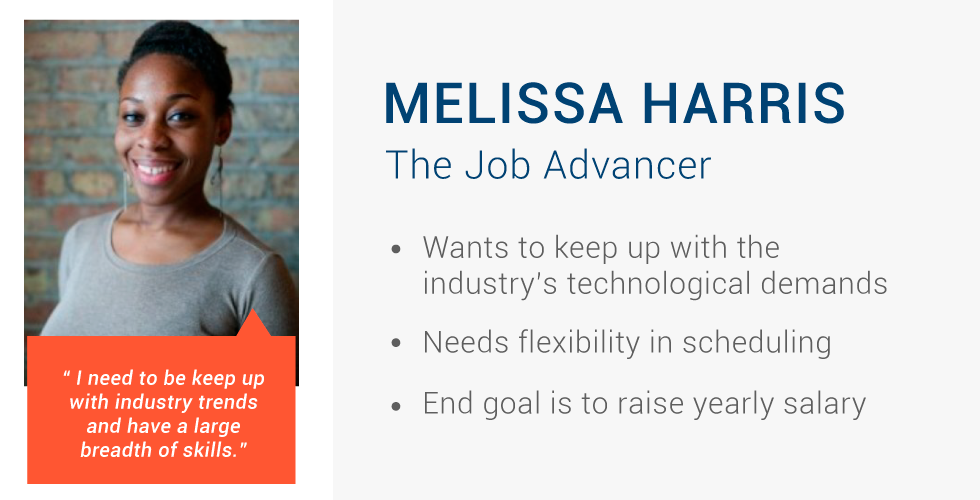 MELISSA HARRIS
The Job Advancer
• Wants to keep up with the
industry's technological demands
• Needs flexibility in scheduling
• End goal is to raise yearly salary
“ I need to be keep up
with industry trends
and have a large
breadth of skills.”